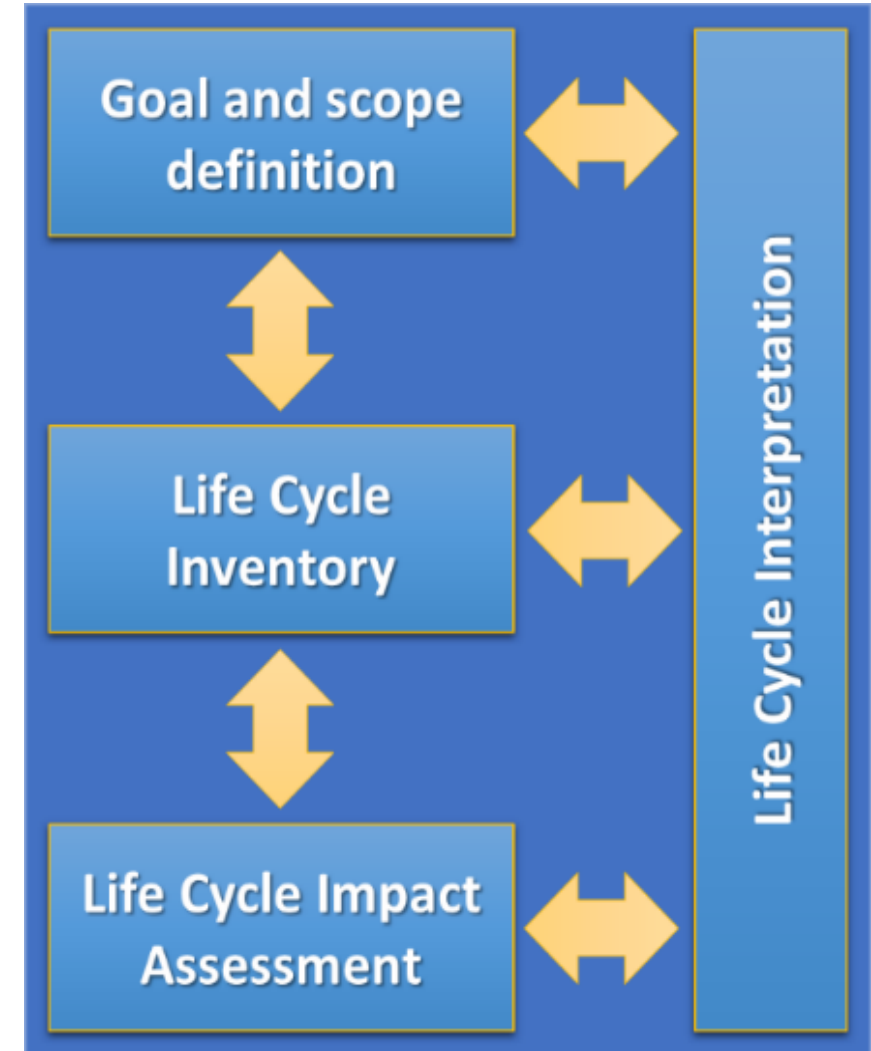 Goal and scope
definition
Life Cycle
Inventory
Life Cycle Impact
Assessment
Life Cycle Interpretation